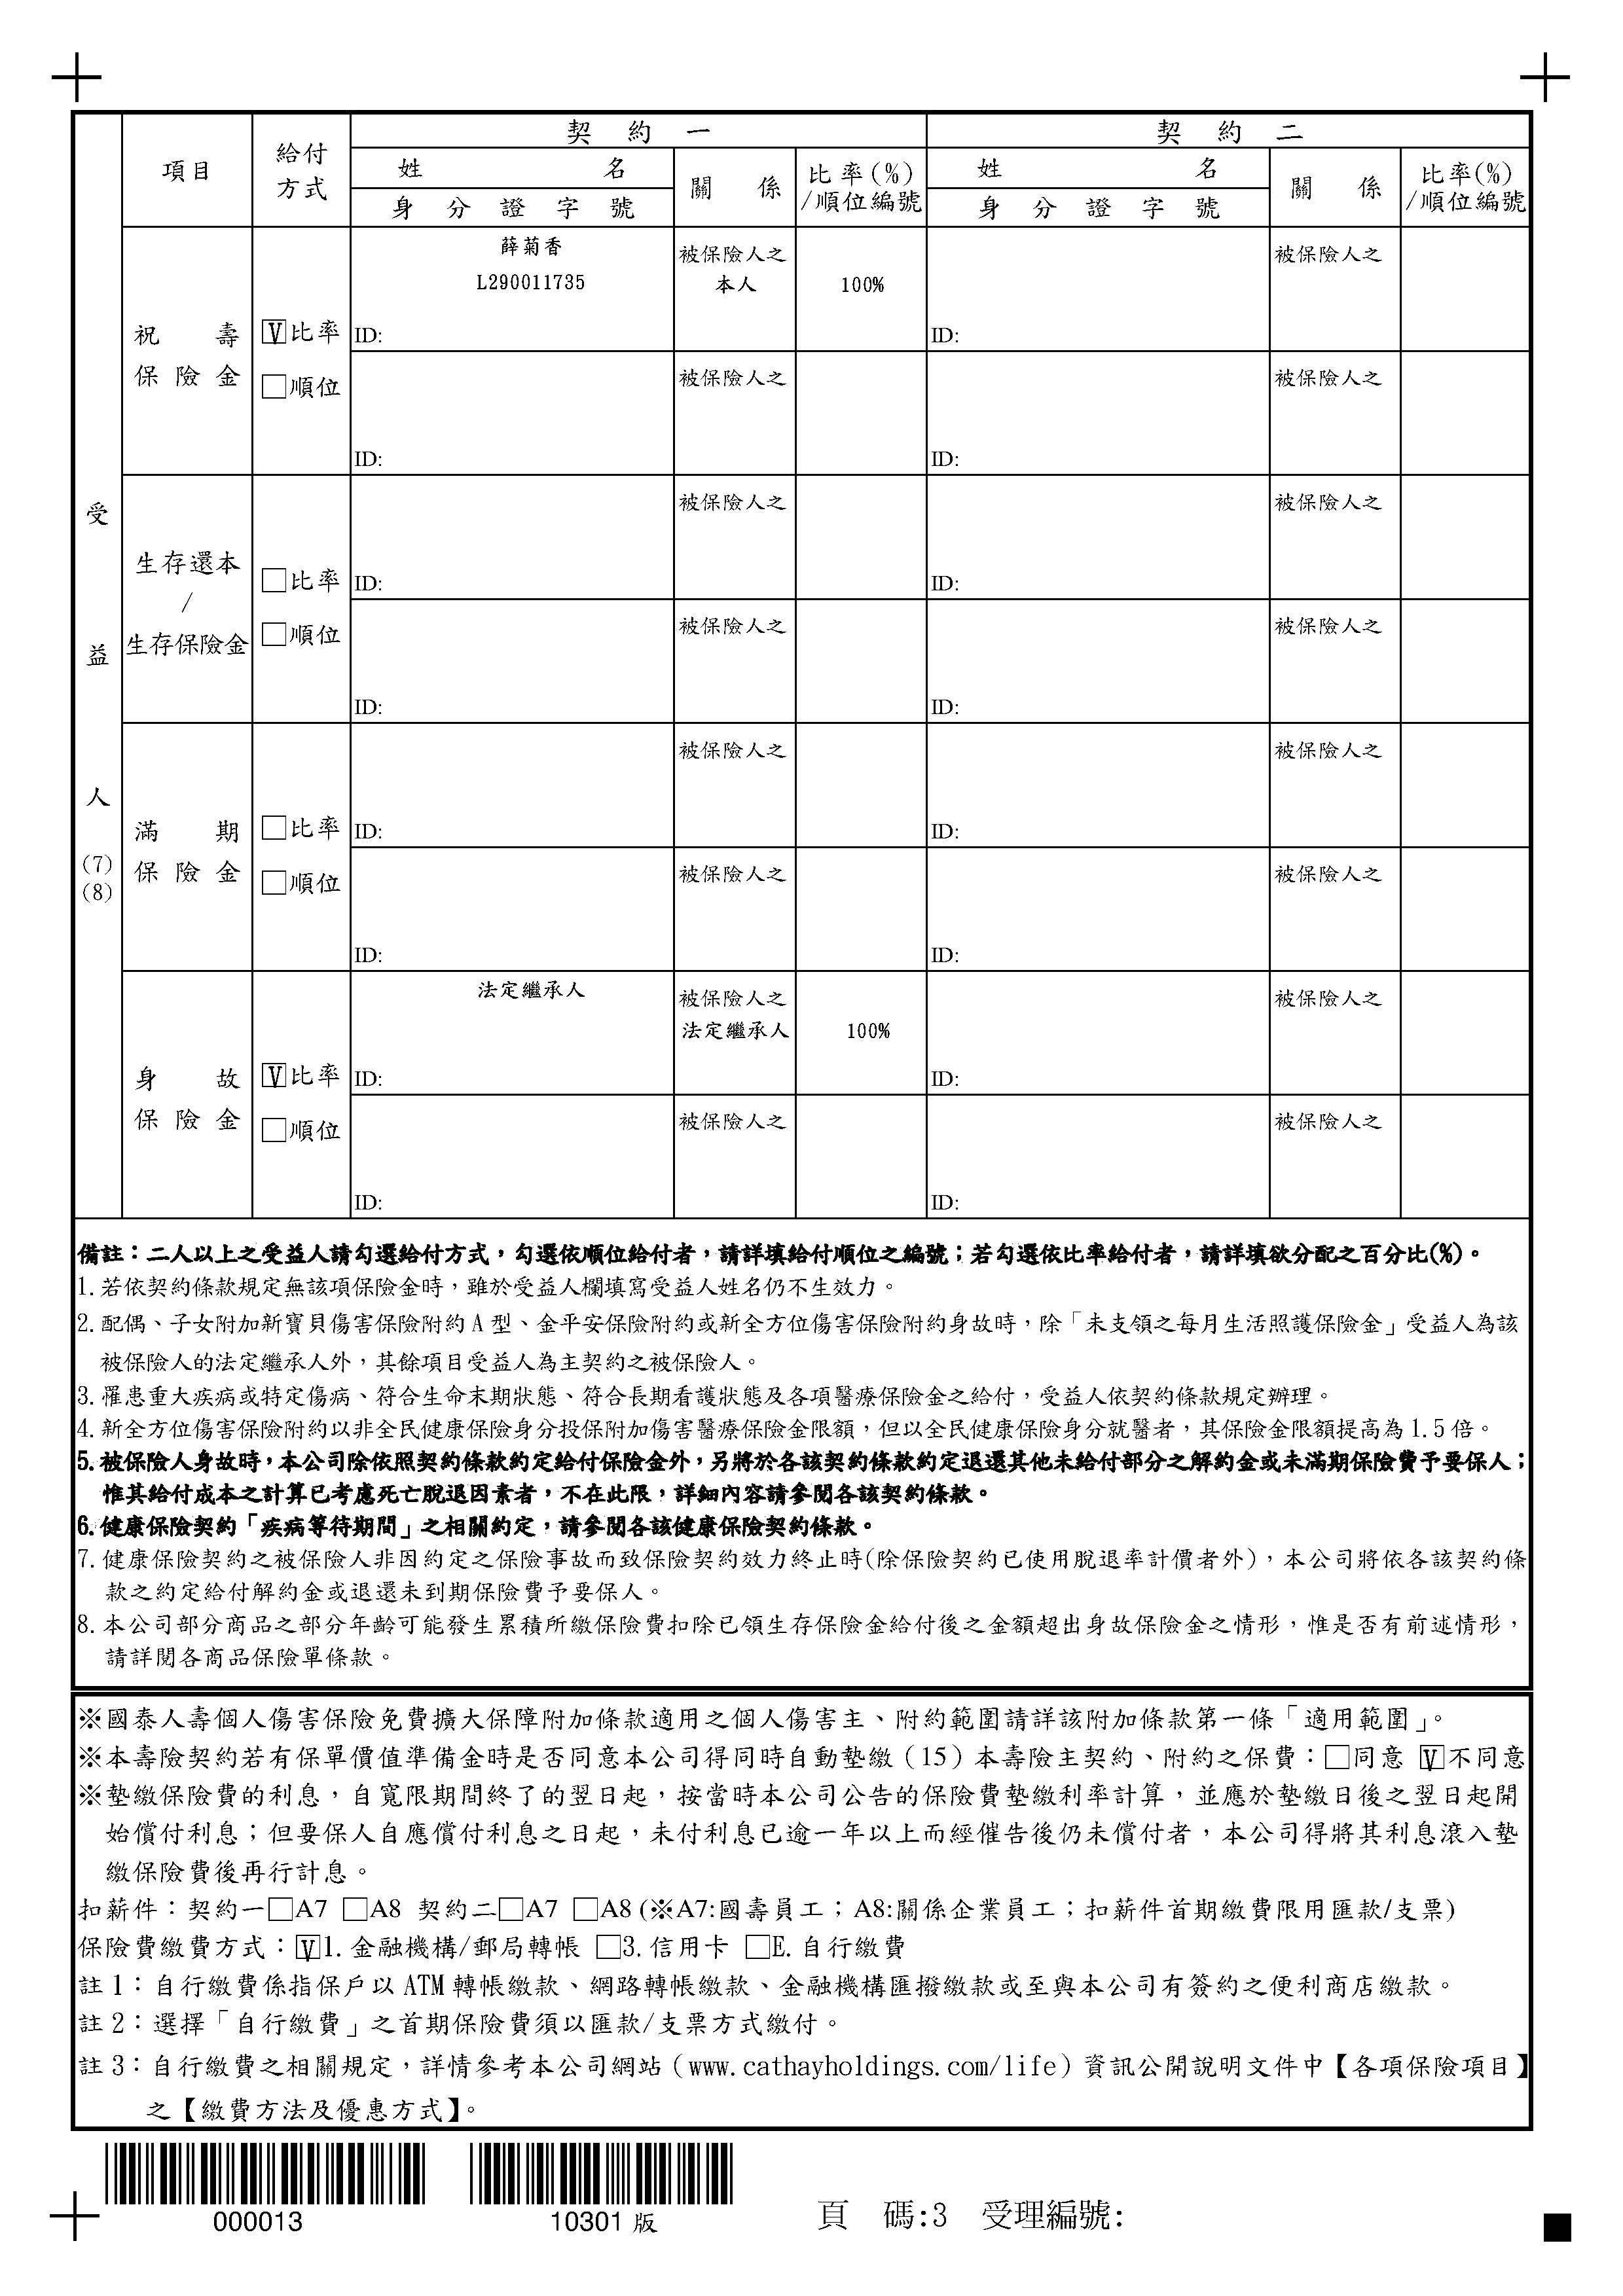 契約一 契約二
項目 給付方式 姓名 關係 比率(%)/順位編號 姓名 關係 比率(%)/順位編號
身分證字號 身分證字號
受益人(7)(8)
祝壽保險金
V比率
□順位
薛菊香 被保險人之 被保險人之
L290011735 本人 100%
ID: ID:
被保險人之 被保險人之
ID: ID:
生存還本/生存保險金
□比率
□順位
被保險人之 被保險人之
ID: ID:
被保險人之 被保險人之
ID: ID:
滿期保險金
□比率
□順位
被保險人之 被保險人之
ID: ID:
被保險人之 被保險人之
ID: ID:
身故保險金
V比率
□順位
法定繼承人 被保險人之 被保險人之
法定繼承人 100%
ID: ID:
被保險人之 被保險人之
ID: ID:
備註：二人以上之受益人請勾選給付方式，勾選依順位給付者，請詳填給付順位之編號；若勾選依比率給付者，請詳填欲分配之百分比(%)。
1.若依契約條款規定無該項保險金時，雖於受益人欄填寫受益人姓名仍不生效力。
2.配偶、子女附加新寶貝傷害保險附約A型、金平安保險附約或新全方位傷害保險附約身故時，除「未支領之每月生活照護保險金」受益人為該
被保險人的法定繼承人外，其餘項目受益人為主契約之被保險人。
3.罹患重大疾病或特定傷病、符合生命末期狀態、符合長期看護狀態及各項醫療保險金之給付，受益人依契約條款規定辦理。
4.新全方位傷害保險附約以非全民健康保險身分投保附加傷害醫療保險金限額，但以全民健康保險身分就醫者，其保險金限額提高為1.5倍。
5.被保險人身故時，本公司除依照契約條款約定給付保險金外，另將於各該契約條款約定退還其他未給付部分之解約金或未滿期保險費予要保人；
惟其給付成本之計算已考慮死亡脫退因素者，不在此限，詳細內容請參閱各該契約條款。
6.健康保險契約「疾病等待期間」之相關約定，請參閱各該健康保險契約條款。
7.健康保險契約之被保險人非因約定之保險事故而致保險契約效力終止時(除保險契約已使用脫退率計價者外)，本公司將依各該契約條
款之約定給付解約金或退還未到期保險費予要保人。
8.本公司部分商品之部分年齡可能發生累積所繳保險費扣除已領生存保險金給付後之金額超出身故保險金之情形，惟是否有前述情形，
請詳閱各商品保險單條款。
※國泰人壽個人傷害保險免費擴大保障附加條款適用之個人傷害主、附約範圍請詳該附加條款第一條「適用範圍」。
※本壽險契約若有保單價值準備金時是否同意本公司得同時自動墊繳（15）本壽險主契約、附約之保費：□同意 V不同意
※墊繳保險費的利息，自寬限期間終了的翌日起，按當時本公司公告的保險費墊繳利率計算，並應於墊繳日後之翌日起開
始償付利息；但要保人自應償付利息之日起，未付利息已逾一年以上而經催告後仍未償付者，本公司得將其利息滾入墊
繳保險費後再行計息。
扣薪件：契約一□A7 □A8 契約二□A7 □A8(※A7:國壽員工；A8:關係企業員工；扣薪件首期繳費限用匯款/支票)
保險費繳費方式：V1.金融機構/郵局轉帳 □3.信用卡 □E.自行繳費
註1：自行繳費係指保戶以ATM轉帳繳款、網路轉帳繳款、金融機構匯撥繳款或至與本公司有簽約之便利商店繳款。
註2：選擇「自行繳費」之首期保險費須以匯款/支票方式繳付。
註3：自行繳費之相關規定，詳情參考本公司網站（www.cathayholdings.com/life）資訊公開說明文件中【各項保險項目】
之【繳費方法及優惠方式】。
000013 10301 版 頁 碼:3 受理編號: